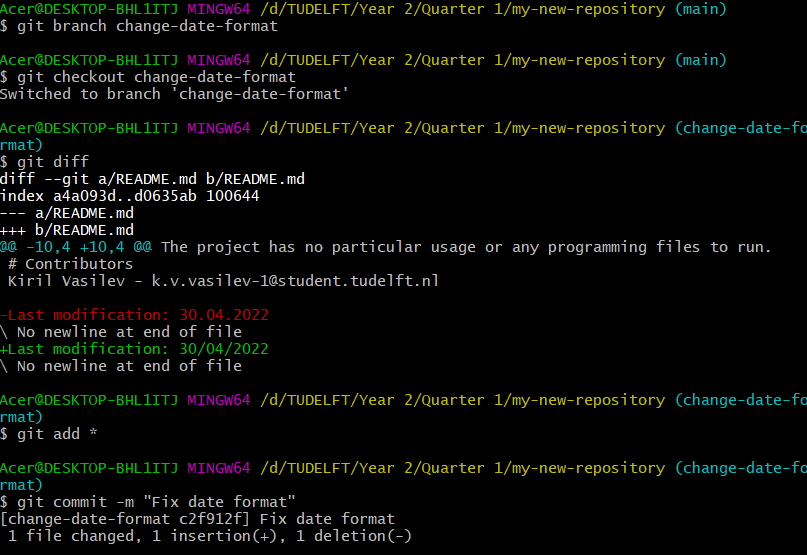 Acer@DESKTOP-BHL1ITJ MINGW64 /d/TUDELFT/Year 2/Quarter 1/my-new-repository (main)
$ git branch change-date-format
Acer@DESKTOP-BHL1ITJ MINGW64 /d/TUDELFT/Year 2/Quarter 1/my-new-repository (main)
$ git checkout change-date-format
Switched to branch 'change-date-format'
Acer@DESKTOP-BHL1ITJ MINGW64 /d/TUDELFT/Year 2/Quarter 1/my-new-repository (change-date-fo
rmat)
$ git diff
diff --git a/README.md b/README.md
index a4a093d..d0635ab 100644
--- a/README.md
+++ b/README.md
@@ -10,4 +10,4 @@ The project has no particular usage or any programming files to run.
 # Contributors
 Kiril Vasilev - k.v.vasilev-1@student.tudelft.nl
-Last modification: 30.04.2022
\ No newline at end of file
+Last modification: 30/04/2022
\ No newline at end of file
Acer@DESKTOP-BHL1ITJ MINGW64 /d/TUDELFT/Year 2/Quarter 1/my-new-repository (change-date-fo
rmat)
$ git add *
Acer@DESKTOP-BHL1ITJ MINGW64 /d/TUDELFT/Year 2/Quarter 1/my-new-repository (change-date-fo
rmat)
$ git commit -m "Fix date format"
[change-date-format c2f912f] Fix date format
 1 file changed, 1 insertion(+), 1 deletion(-)